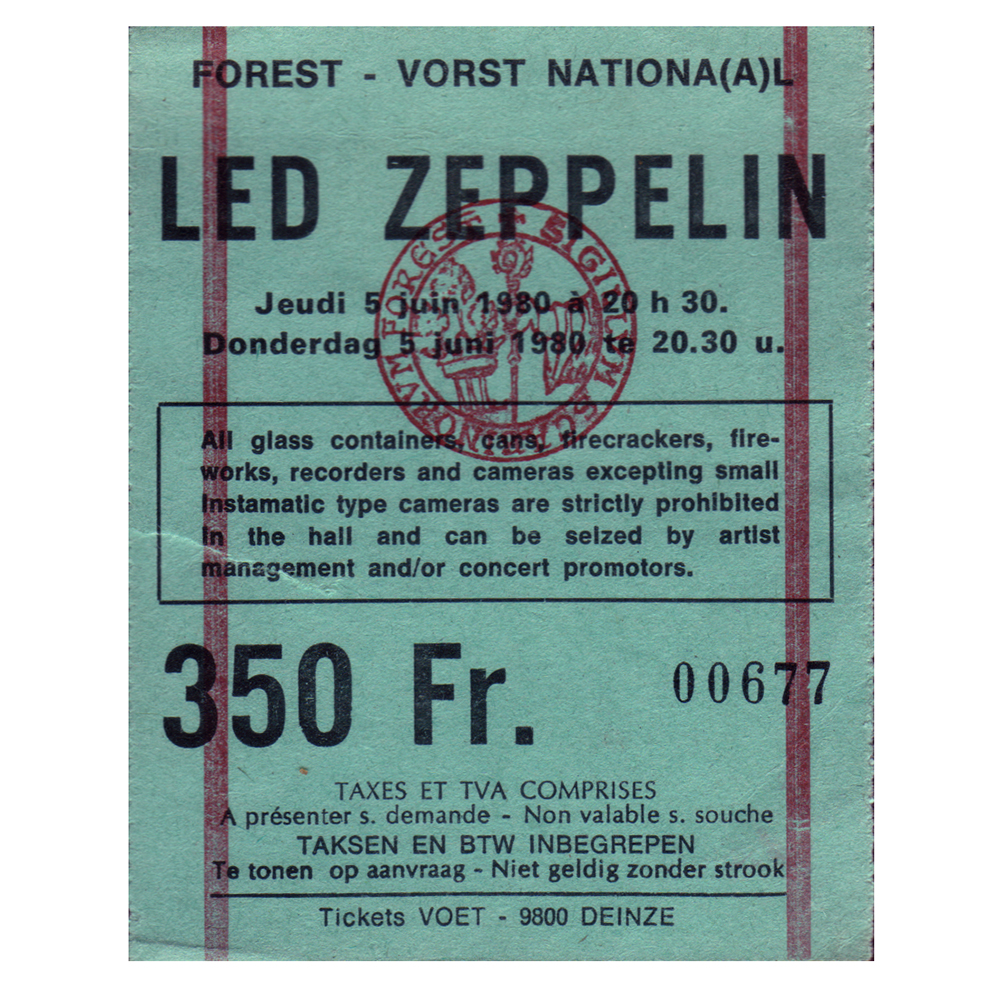 FOREST - VORST NATIONA(A)L
LED ZEPPELIN
SIGILLVM SCABINORVM FOREST
Jeudi 5 juin 1980 à 20 h 30.
Donderdag 5 juni 1980 te 20.30 u.
All glass containers, cans, firecrackers, fire-
works, recorders and cameras excepting small
Instamatic type cameras are strictly prohibited
in the hall and can be seized by artist
management and/or concert promotors.
350 Fr.
00677
TAXES ET TVA COMPRISES
A présenter s. demande - Non valable s. souche
TAKSEN EN BTW INBEGREPEN
Te tonen op aanvraag - Niet geldig zonder strook
Tickets VOET - 9800 DEINZE